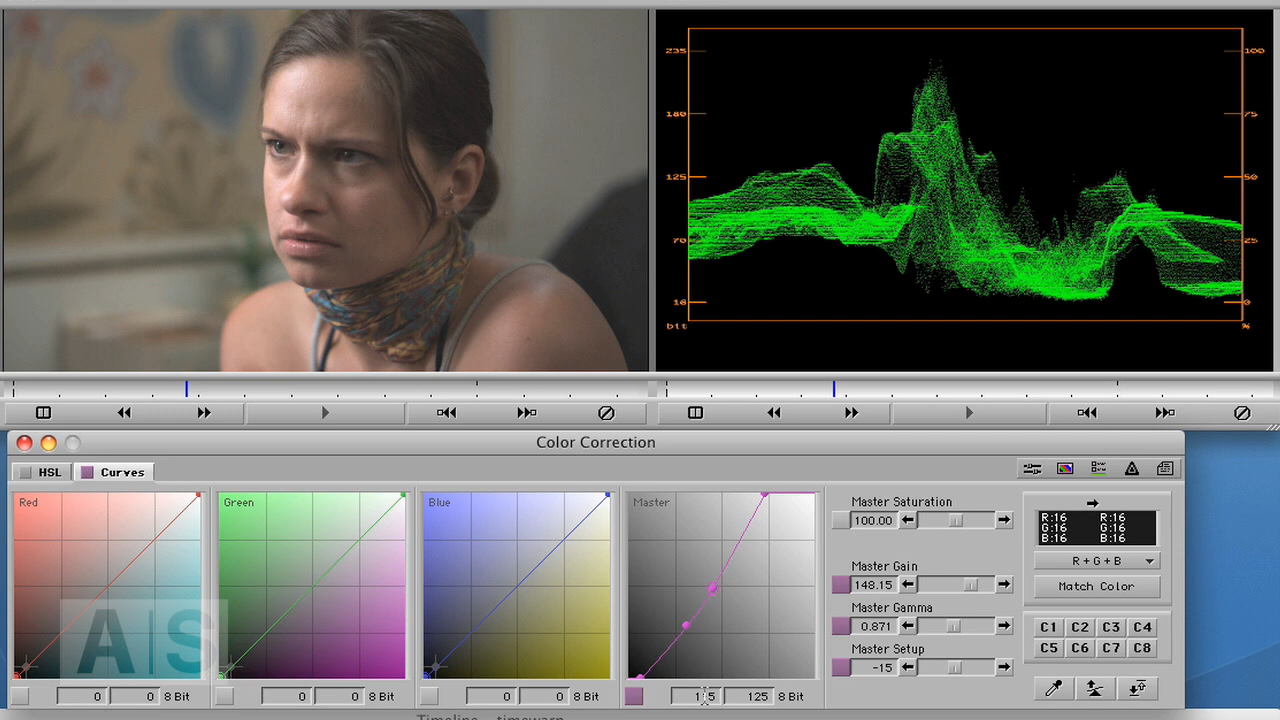 235
180
125
70
16
bit
100
75
50
25
0
%
Color Correction
HSL
Curves
Red
Green
Blue
Master
Master Saturation
100.00
Master Gain
148.15
Master Gamma
0.871
Master Setup
-15
R:16 R:16
G:16 G:16
B:16 B:16
R + G + B
Match Color
C1 C2 C3 C4
C5 C6 C7 C8
0 0 8 Bit
0 0 8 Bit
0 0 8 Bit
125 8 Bit
A|S